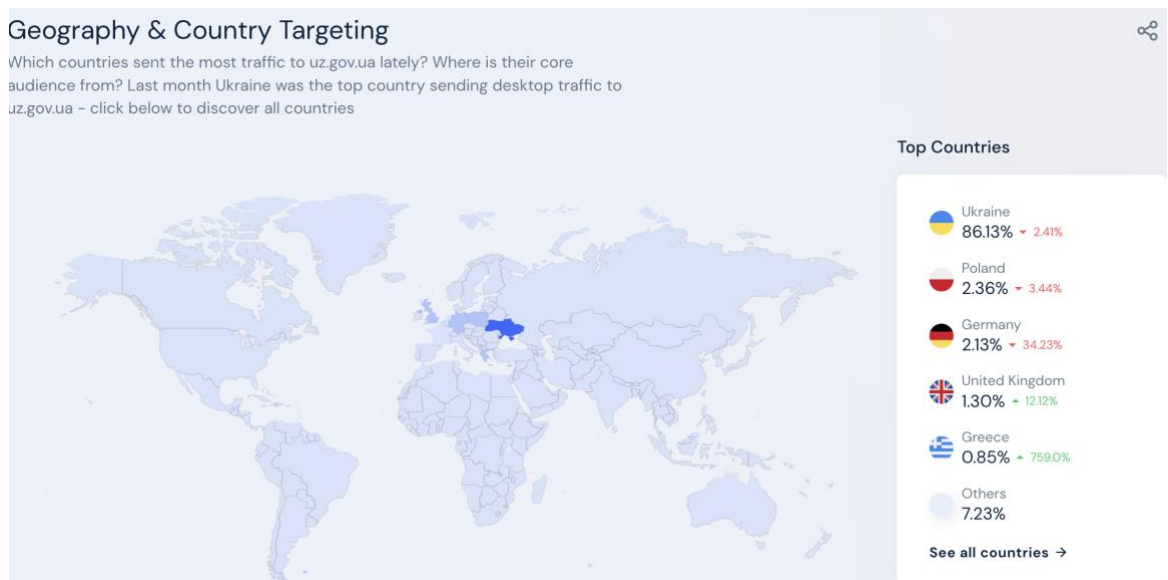 Geography & Country Targeting
Which countries sent the most traffic to uz.gov.ua lately? Where is their core
audience from? Last month Ukraine was the top country sending desktop traffic to
uz.gov.ua - click below to discover all countries
Top Countries
Ukraine
86.13% 2.41%
Poland
2.36% 3.44%
Germany
2.13% 34.23%
United Kingdom
1.30% 12.12%
Greece
0.85% 759.0%
Others
7.23%
See all countries →